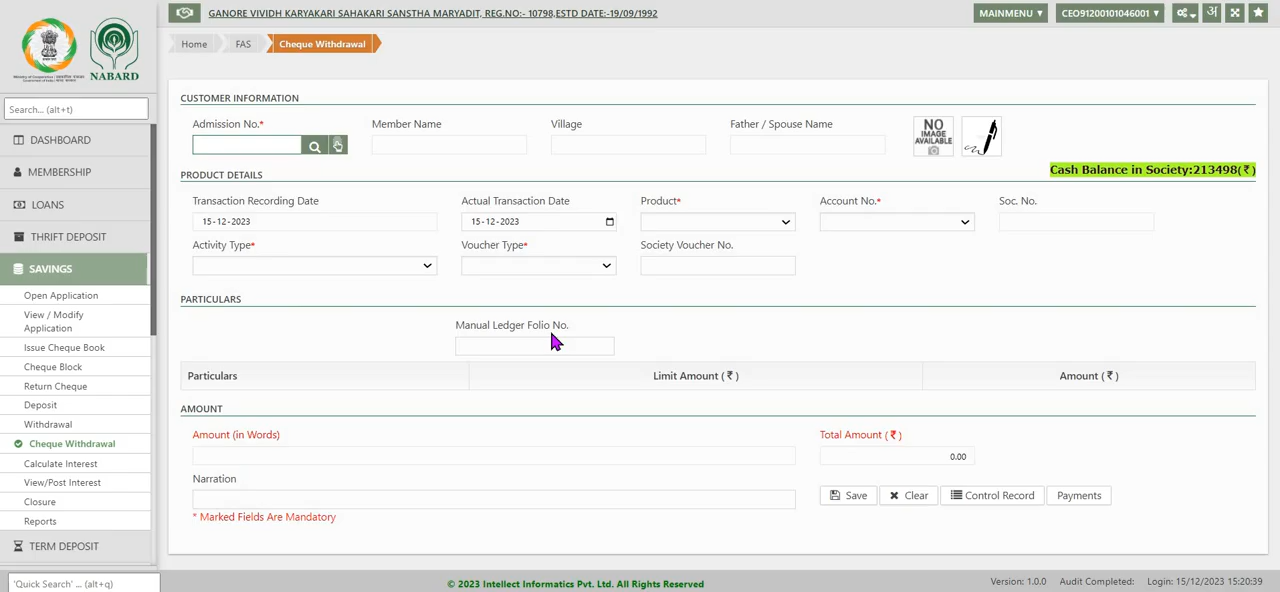 GANORE VIVIDH KARYAKARI SAHAKARI SANSTHA MARYADIT, REG.NO:- 10798,ESTD DATE:-19/09/1992
MAINMENU ▾
CEO91200101046001 ▾
अ
NABARD
Home
FAS
Cheque Withdrawal
Search... (alt+t)
DASHBOARD
MEMBERSHIP
LOANS
THRIFT DEPOSIT
SAVINGS
Open Application
View / Modify
Application
Issue Cheque Book
Cheque Block
Return Cheque
Deposit
Withdrawal
Cheque Withdrawal
Calculate Interest
View/Post Interest
Closure
Reports
TERM DEPOSIT
'Quick Search' ... (alt+q)
CUSTOMER INFORMATION
Admission No.*
Member Name
Village
Father / Spouse Name
NO
IMAGE
AVAILABLE
Cash Balance in Society:213498(₹)
PRODUCT DETAILS
Transaction Recording Date
Actual Transaction Date
Product*
Account No.*
Soc. No.
15-12-2023
15-12-2023
Activity Type*
Voucher Type*
Society Voucher No.
PARTICULARS
Manual Ledger Folio No.
Particulars
Limit Amount (₹)
Amount (₹)
AMOUNT
Amount (in Words)
Total Amount (₹)
0.00
Narration
Save
Clear
Control Record
Payments
* Marked Fields Are Mandatory
© 2023 Intellect Informatics Pvt. Ltd. All Rights Reserved
Version: 1.0.0
Audit Completed:
Login: 15/12/2023 15:20:39